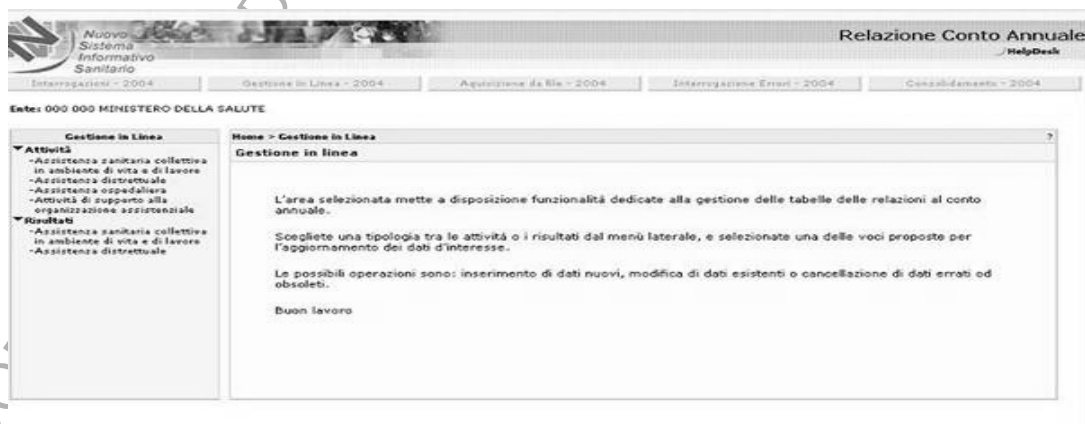 Nuovo
Sistema
Informativo
Sanitario
Relazione Conto Annuale
HelpDesk
Interrogazioni - 2004
Gestione in Linea - 2004
Aquisizione da file - 2004
Interrogazione Errori - 2004
Consolidamento - 2004
Ente: 000 000 MINISTERO DELLA SALUTE
Gestione in Linea
Attività
-Assistenza sanitaria collettiva
in ambiente di vita e di lavoro
-Assistenza distrettuale
-Assistenza ospedaliera
-Attività di supporto alla
organizzazione assistenziale
Risultati
-Assistenza sanitaria collettiva
in ambiente di vita e di lavoro
-Assistenza distrettuale
Home > Gestione in Linea
?
Gestione in linea
L'area selezionata mette a disposizione funzionalità dedicate alla gestione delle tabelle delle relazioni al conto
annuale.
Scegliete una tipologia tra le attività o i risultati dal menù laterale, e selezionate una delle voci proposte per
l'aggiornamento dei dati d'interesse.
Le possibili operazioni sono: inserimento di dati nuovi, modifica di dati esistenti o cancellazione di dati errati od
obsoleti.
Buon lavoro